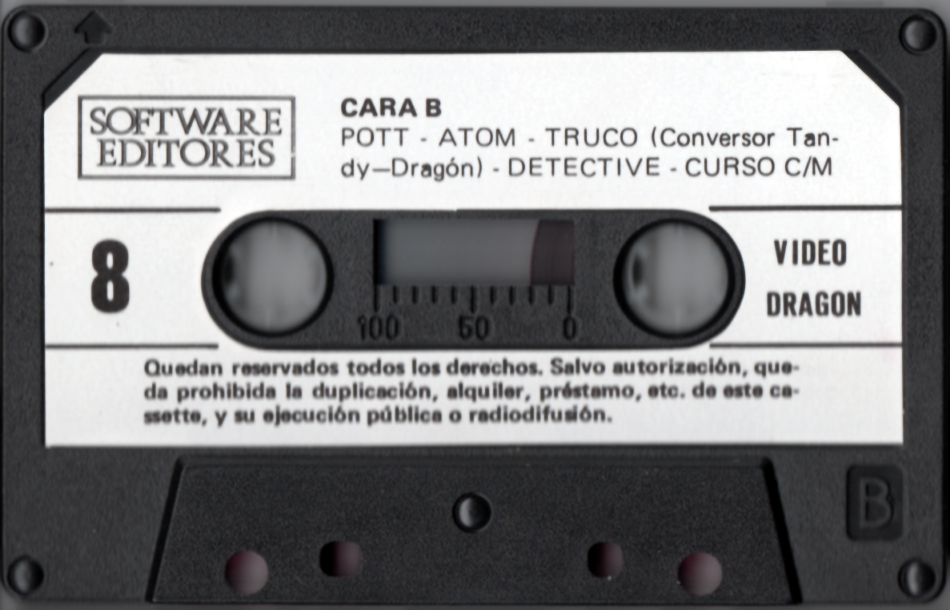 SOFTWARE
EDITORES
CARA B
POTT - ATOM - TRUCO (Conversor Tan-
dy—Dragón) - DETECTIVE - CURSO C/M
8
VIDEO
DRAGON
100 50 0
Quedan reservados todos los derechos. Salvo autorización, que-
da prohibida la duplicación, alquiler, préstamo, etc. de este ca-
ssette, y su ejecución pública o radiodifusión.
B